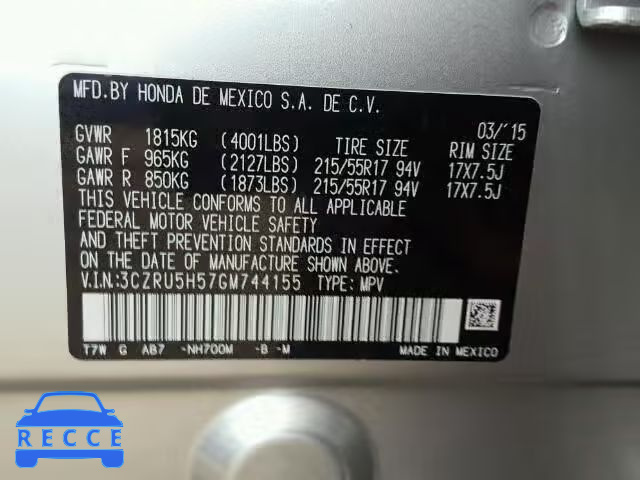 MFD.BY HONDA DE MEXICO S.A. DE C.V.
03/'15
GVWR 1815KG (4001LBS) TIRE SIZE RIM SIZE
GAWR F 965KG (2127LBS) 215/55R17 94V 17X7.5J
GAWR R 850KG (1873LBS) 215/55R17 94V 17X7.5J
THIS VEHICLE CONFORMS TO ALL APPLICABLE
FEDERAL MOTOR VEHICLE SAFETY
AND THEFT PREVENTION STANDARDS IN EFFECT
ON THE DATE OF MANUFACTURE SHOWN ABOVE.
V.I.N.:3CZRU5H57GM744155 TYPE: MPV
T7W G AB7 -NH700M -B -M MADE IN MEXICO
RECCE